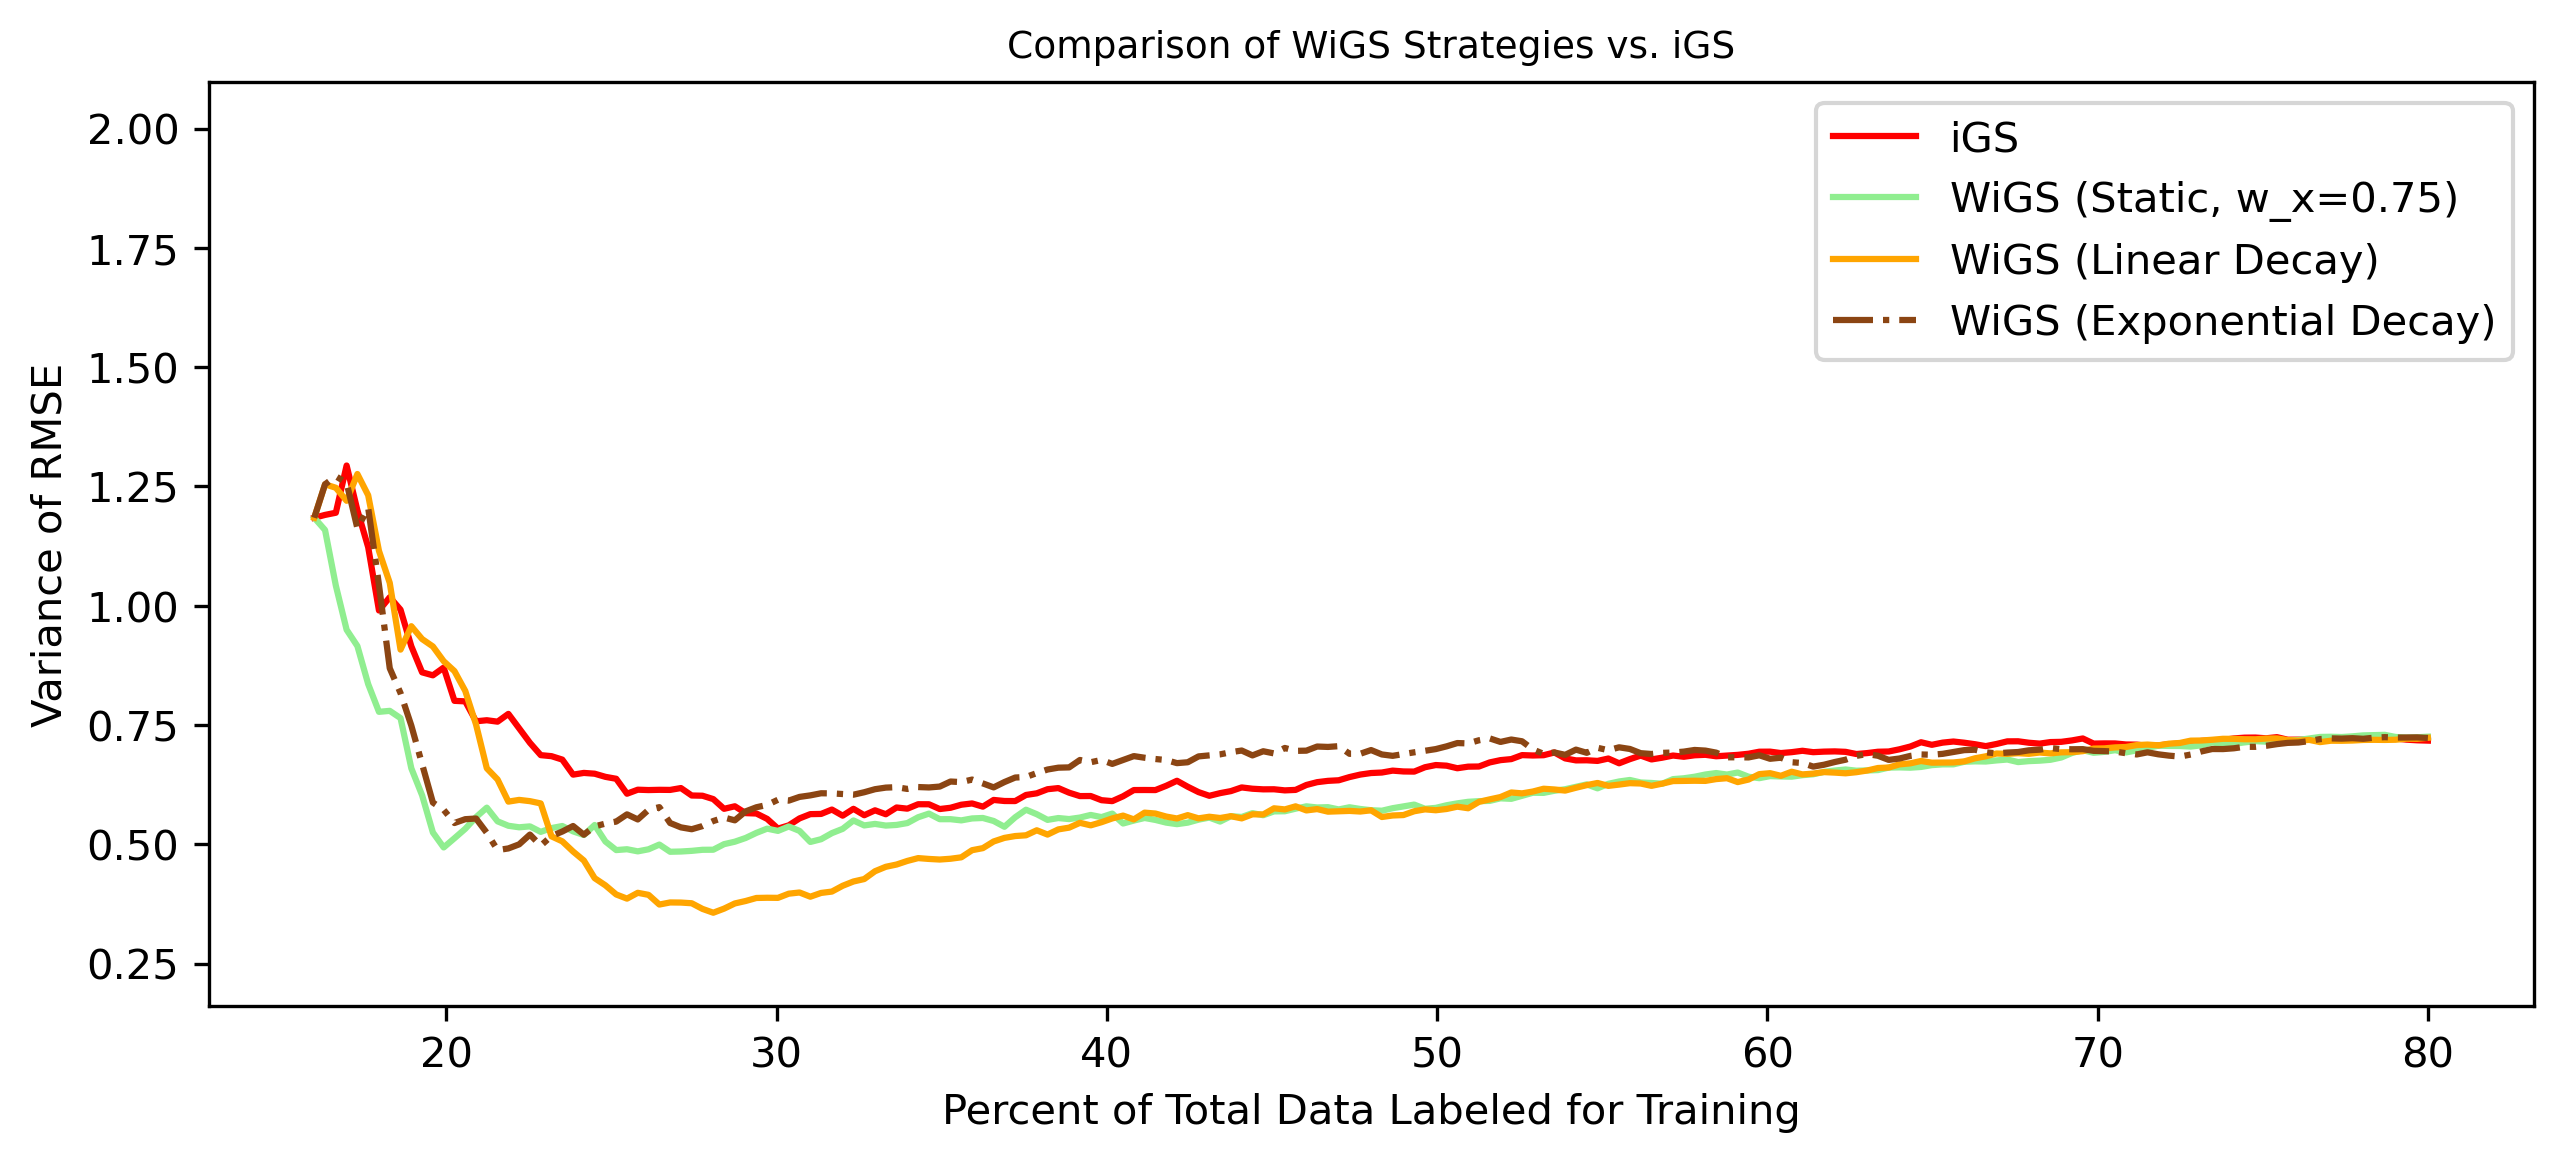 Comparison of WiGS Strategies vs. iGS
Variance of RMSE
2.00
1.75
1.50
1.25
1.00
0.75
0.50
0.25
iGS
WiGS (Static, w_x=0.75)
WiGS (Linear Decay)
WiGS (Exponential Decay)
20 30 40 50 60 70 80
Percent of Total Data Labeled for Training